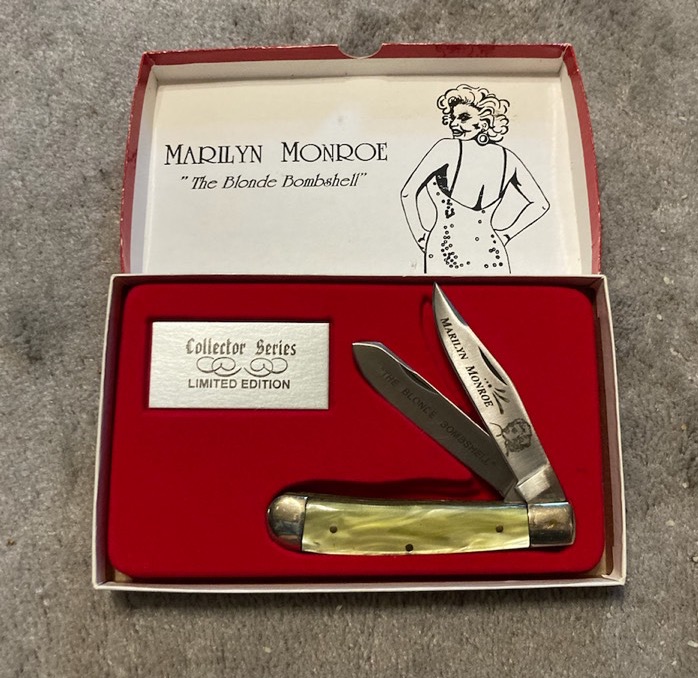 MARILYN MONROE
"The Blonde Bombshell"
Collector Series
LIMITED EDITION
MARILYN MONROE
"THE BLONDE BOMBSHELL"